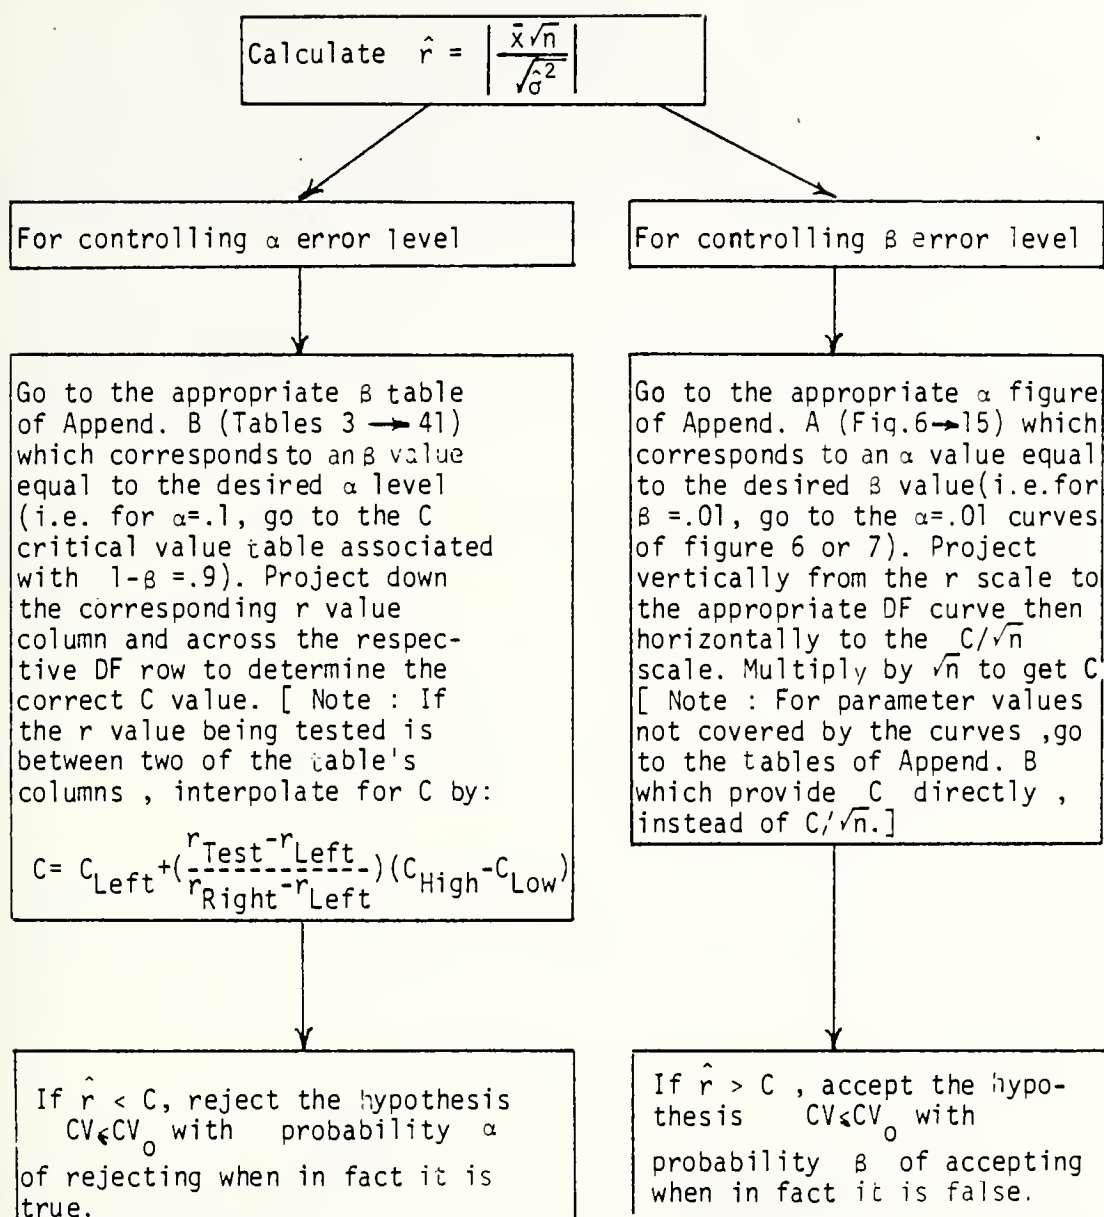 Calculate r̂ = | x̄√n / √σ̂² |
For controlling α error level
Go to the appropriate β table
of Append. B (Tables 3 → 41)
which corresponds to an β value
equal to the desired α level
(i.e. for α=.1, go to the C
critical value table associated
with 1-β =.9). Project down
the corresponding r value
column and across the respec-
tive DF row to determine the
correct C value. [ Note : If
the r value being tested is
between two of the table's
columns , interpolate for C by:
C= C_Left +(r_Test-r_Left / r_Right-r_Left)(C_High-C_Low)
If r̂ < C, reject the hypothesis
CV≤CV_o with probability α
of rejecting when in fact it is
true.
For controlling β error level
Go to the appropriate α figure
of Append. A (Fig.6→15) which
corresponds to an α value equal
to the desired β value(i.e.for
β =.01, go to the α=.01 curves
of figure 6 or 7). Project
vertically from the r scale to
the appropriate DF curve then
horizontally to the C/√n
scale. Multiply by √n to get C
[ Note : For parameter values
not covered by the curves ,go
to the tables of Append. B
which provide C directly ,
instead of C/√n.]
If r̂ > C , accept the hypo-
thesis CV≤CV_o with
probability β of accepting
when in fact it is false.